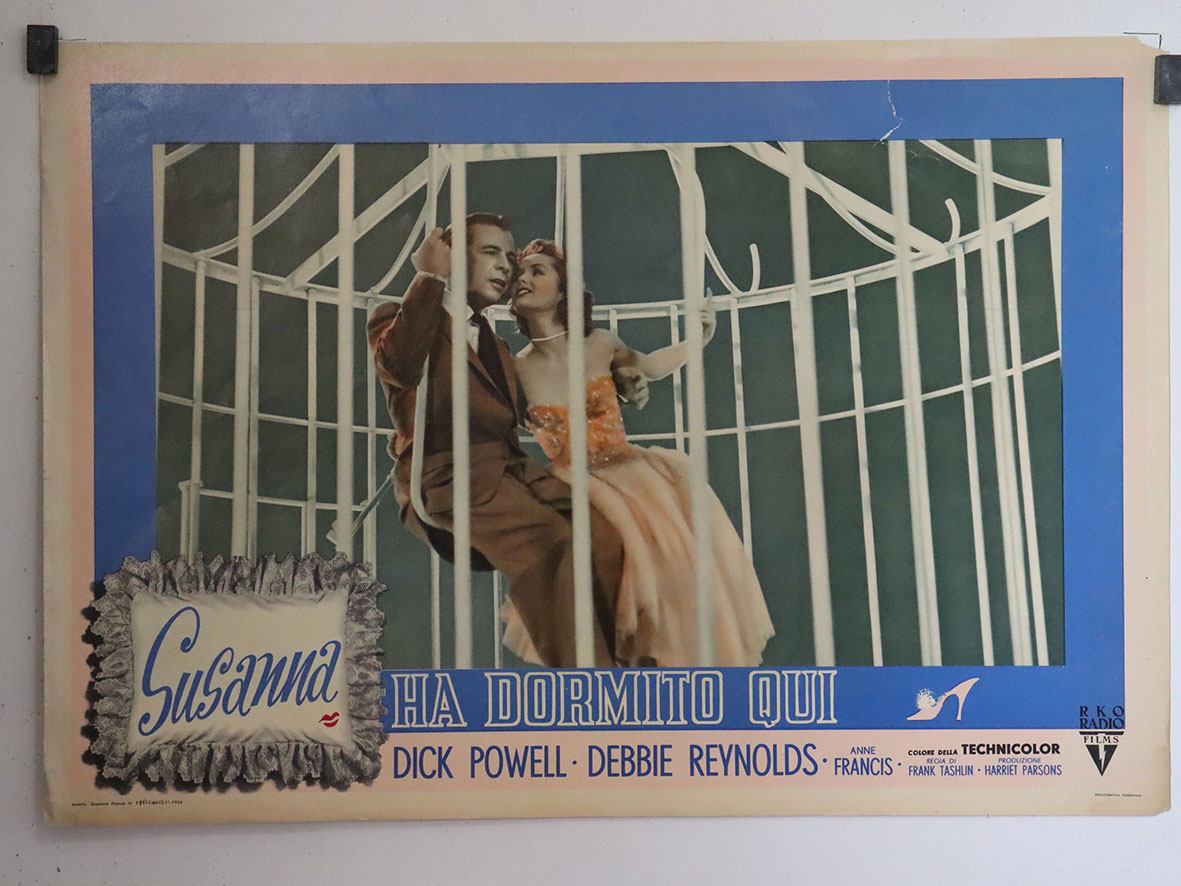 Susanna
HA DORMITO QUI
DICK POWELL · DEBBIE REYNOLDS · ANNE FRANCIS ·
COLORE DELLA TECHNICOLOR
REGIA DI FRANK TASHLIN · PRODUZIONE HARRIET PARSONS
RKO
RADIO
FILMS